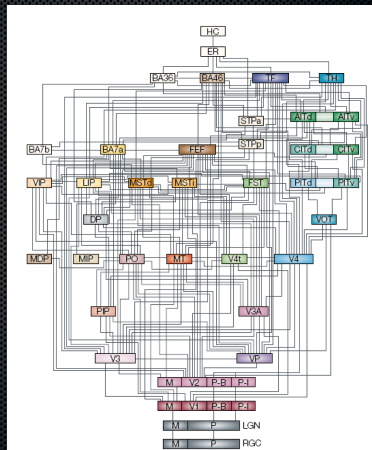 HC
ER
BA36 BA46 TF TH
STPa AITd AITv
BA7b BA7a FEF STPp CITd CITv
VIP LIP MSTd MSTi FST PITd PITv
DP VOT
MDP MIP PO MT V4t V4
PIP V3A
V3 VP
M V2 P-B P-I
M V1 P-B P-I
M P LGN
M P RGC